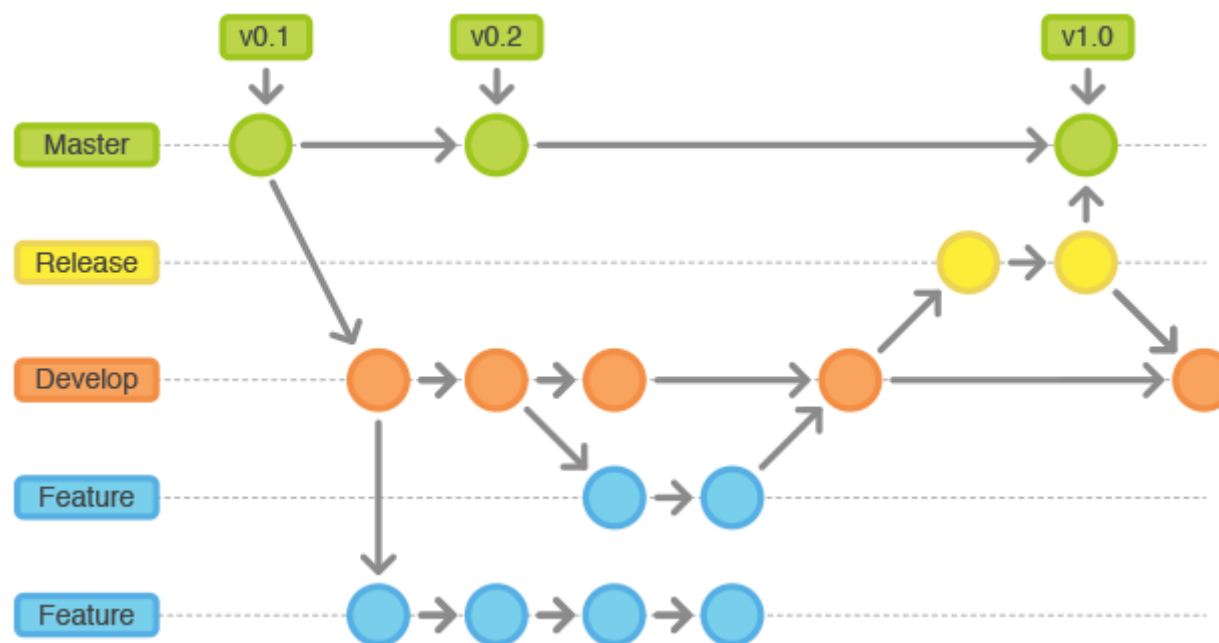 v0.1
v0.2
v1.0
Master
Release
Develop
Feature
Feature